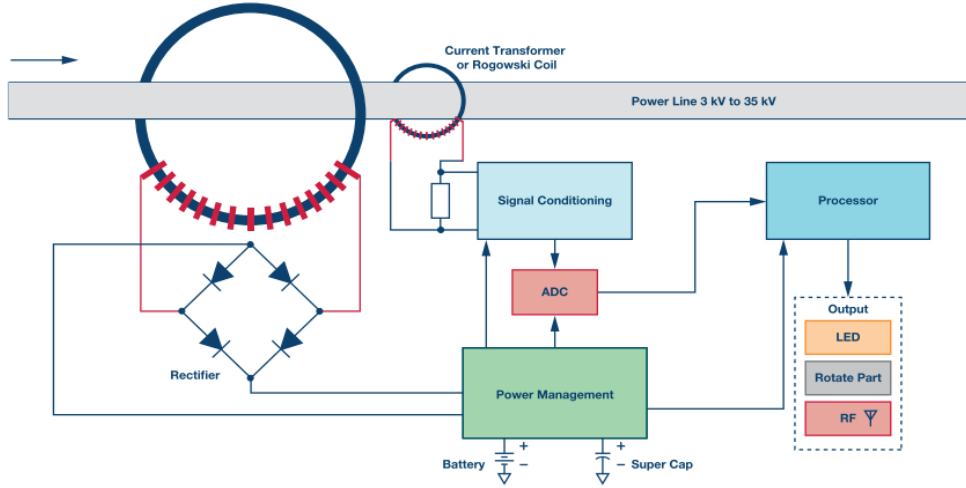 Current Transformer
or Rogowski Coil
Power Line 3 kV to 35 kV
Signal Conditioning
Processor
ADC
Output
LED
Rotate Part
RF
Rectifier
Power Management
Battery
+
−
+
−
Super Cap